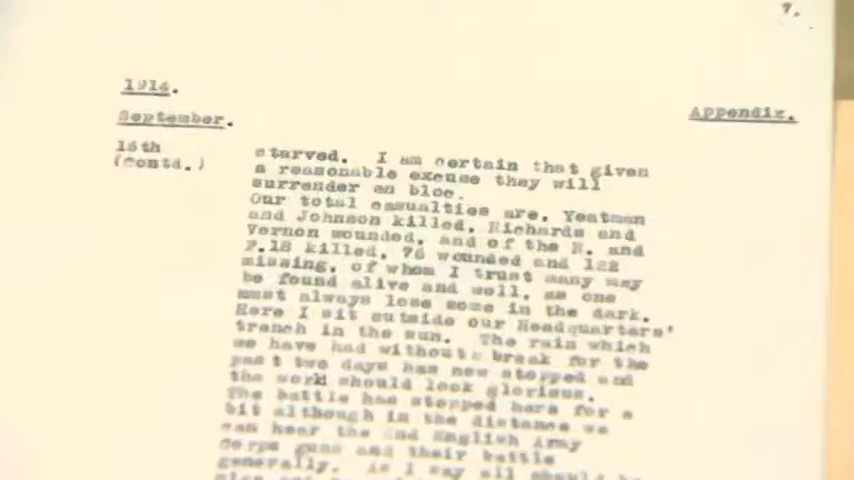 7.
1914.
September.
Appendix.
16th
(contd.)
starved. I am certain that given
a reasonable excuse they will
surrender en bloc.
Our total casualties are, Yeatman
and Johnson killed, Richards and
Vernon wounded, and of the N. and
F.18 killed, 76 wounded and 122
missing, of whom I trust many may
be found alive and well, as one
must always lose some in the dark.
Here I sit outside our Headquarters'
trench in the sun. The rain which
we have had without break for the
past two days has now stopped and
the world should look glorious.
The battle has stopped here for a
bit although in the distance we
can hear the 2nd English Army
Corps guns and their battle
generally. As I say all should be